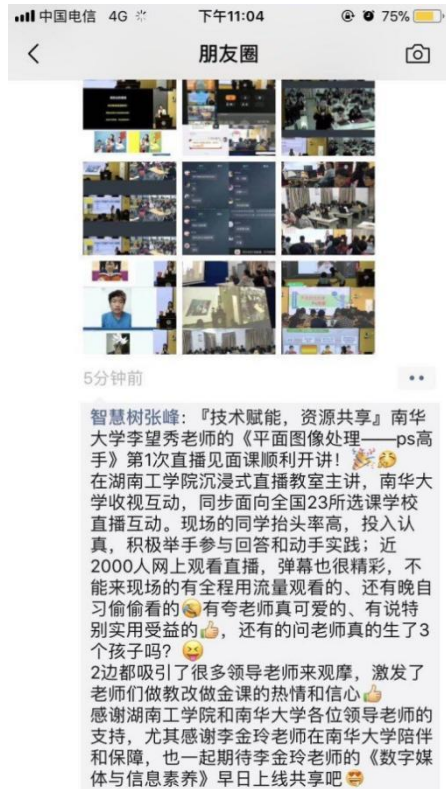 中国电信 4G 下午11:04 75%
朋友圈
5分钟前
智慧树张峰：『技术赋能，资源共享』南华
大学李望秀老师的《平面图像处理——ps高
手》第1次直播见面课顺利开讲！🎉🥳
在湖南工学院沉浸式直播教室主讲，南华大
学收视互动，同步面向全国23所选课学校
直播互动。现场的同学抬头率高，投入认
真，积极举手参与回答和动手实践；近
2000人网上观看直播，弹幕也很精彩，不
能来现场的有全程用流量观看的、还有晚自
习偷偷看的🤣有夸老师真可爱的、有说特
别实用受益的👍，还有的问老师真的生了3
个孩子吗？😝
2边都吸引了很多领导老师来观摩，激发了
老师们做教改做金课的热情和信心👍
感谢湖南工学院和南华大学各位领导老师的
支持，尤其感谢李金玲老师在南华大学陪伴
和保障，也一起期待李金玲老师的《数字媒
体与信息素养》早日上线共享吧😁